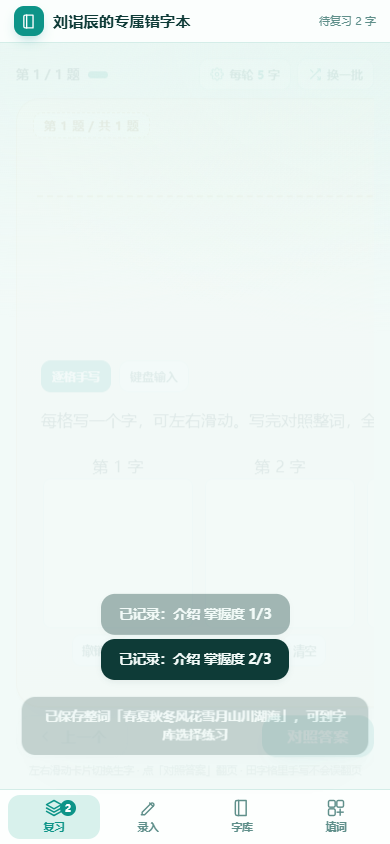 刘诣辰的专属错字本
待复习 2 字
第 1 / 1 题
每轮 5 字
换一批
第 1 题 / 共 1 题
逐格手写
键盘输入
每格写一个字，可左右滑动。写完对照整词，全
第 1 字
第 2 字
已记录：介绍 掌握度 1/3
已记录：介绍 掌握度 2/3
清空
已保存整词「春夏秋冬风花雪月山川湖海」，可到字
库选择练习
对照答案
2
复习
录入
字库
填词